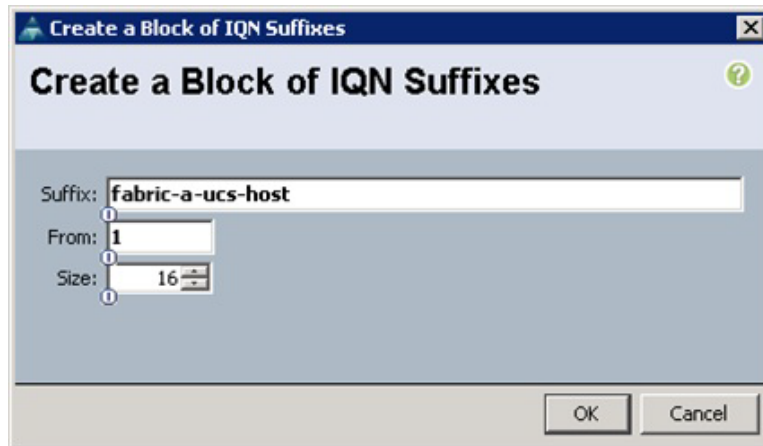 Create a Block of IQN Suffixes
Create a Block of IQN Suffixes
Suffix: fabric-a-ucs-host
From: 1
Size: 16
OK Cancel